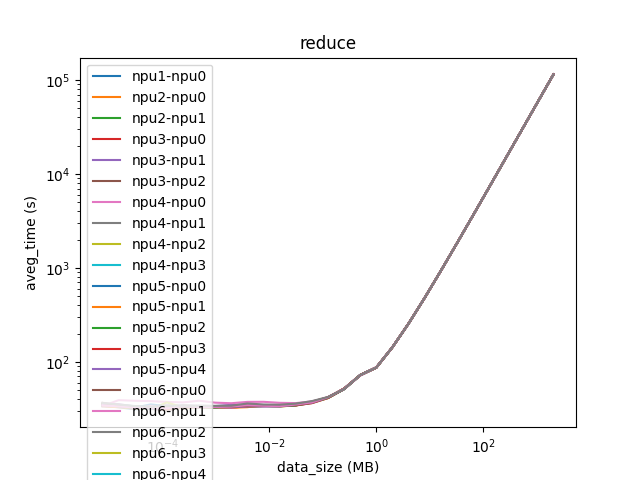 reduce
aveg_time (s)
10^5
10^4
10^3
10^2
npu1-npu0
npu2-npu0
npu2-npu1
npu3-npu0
npu3-npu1
npu3-npu2
npu4-npu0
npu4-npu1
npu4-npu2
npu4-npu3
npu5-npu0
npu5-npu1
npu5-npu2
npu5-npu3
npu5-npu4
npu6-npu0
npu6-npu1
npu6-npu2
npu6-npu3
npu6-npu4
10^-4 10^-2 10^0 10^2
data_size (MB)